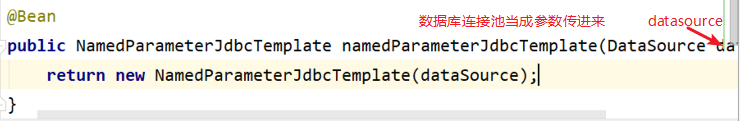 @Bean
数据库连接池当成参数传进来 datasource
public NamedParameterJdbcTemplate namedParameterJdbcTemplate(DataSource da
return new NamedParameterJdbcTemplate(dataSource);
}